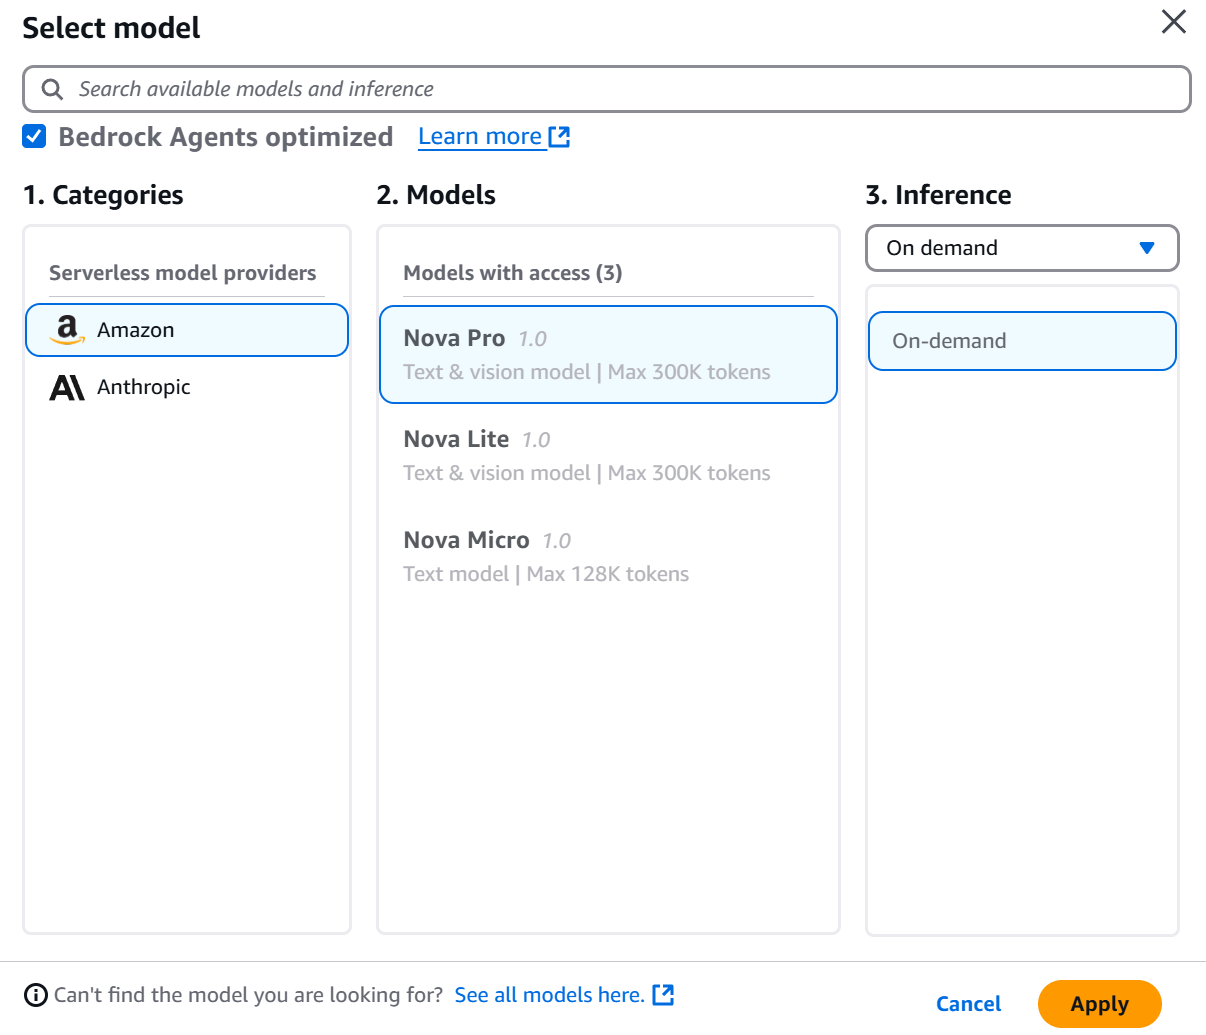 Select model
Search available models and inference
Bedrock Agents optimized Learn more
1. Categories
Serverless model providers
Amazon
Anthropic
2. Models
Models with access (3)
Nova Pro 1.0
Text & vision model | Max 300K tokens
Nova Lite 1.0
Text & vision model | Max 300K tokens
Nova Micro 1.0
Text model | Max 128K tokens
3. Inference
On demand
On-demand
Can't find the model you are looking for? See all models here.
Cancel
Apply